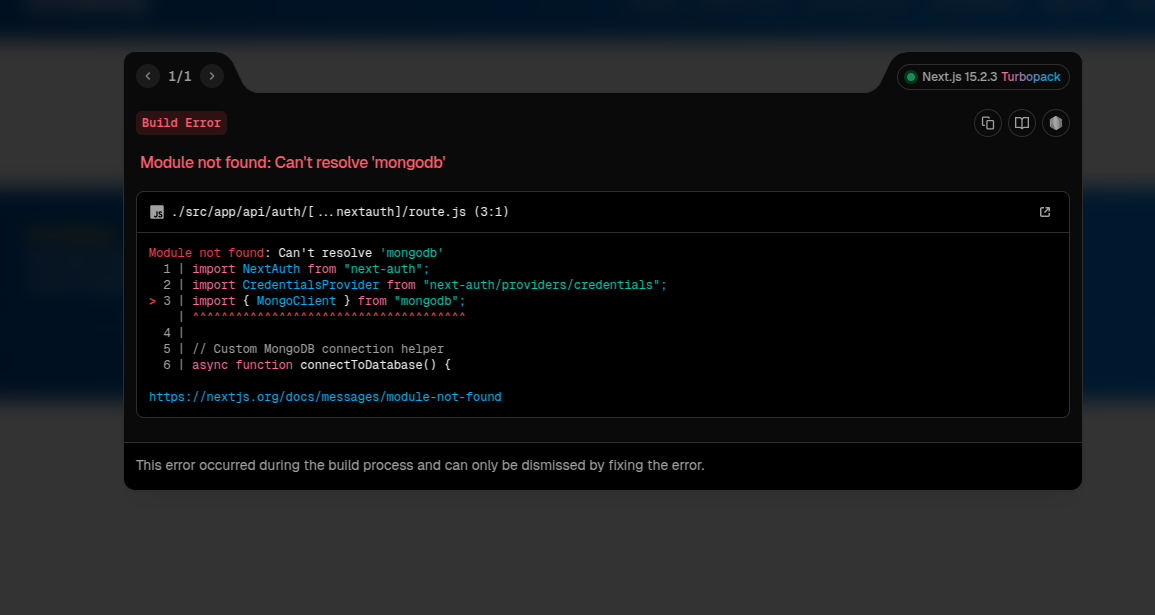 1/1
Next.js 15.2.3 Turbopack
Build Error
Module not found: Can't resolve 'mongodb'
JS ./src/app/api/auth/[...nextauth]/route.js (3:1)
Module not found: Can't resolve 'mongodb'
1 | import NextAuth from "next-auth";
2 | import CredentialsProvider from "next-auth/providers/credentials";
> 3 | import { MongoClient } from "mongodb";
| ^^^^^^^^^^^^^^^^^^^^^^^^^^^^^^^^^^^^^^
4 |
5 | // Custom MongoDB connection helper
6 | async function connectToDatabase() {
https://nextjs.org/docs/messages/module-not-found
This error occurred during the build process and can only be dismissed by fixing the error.